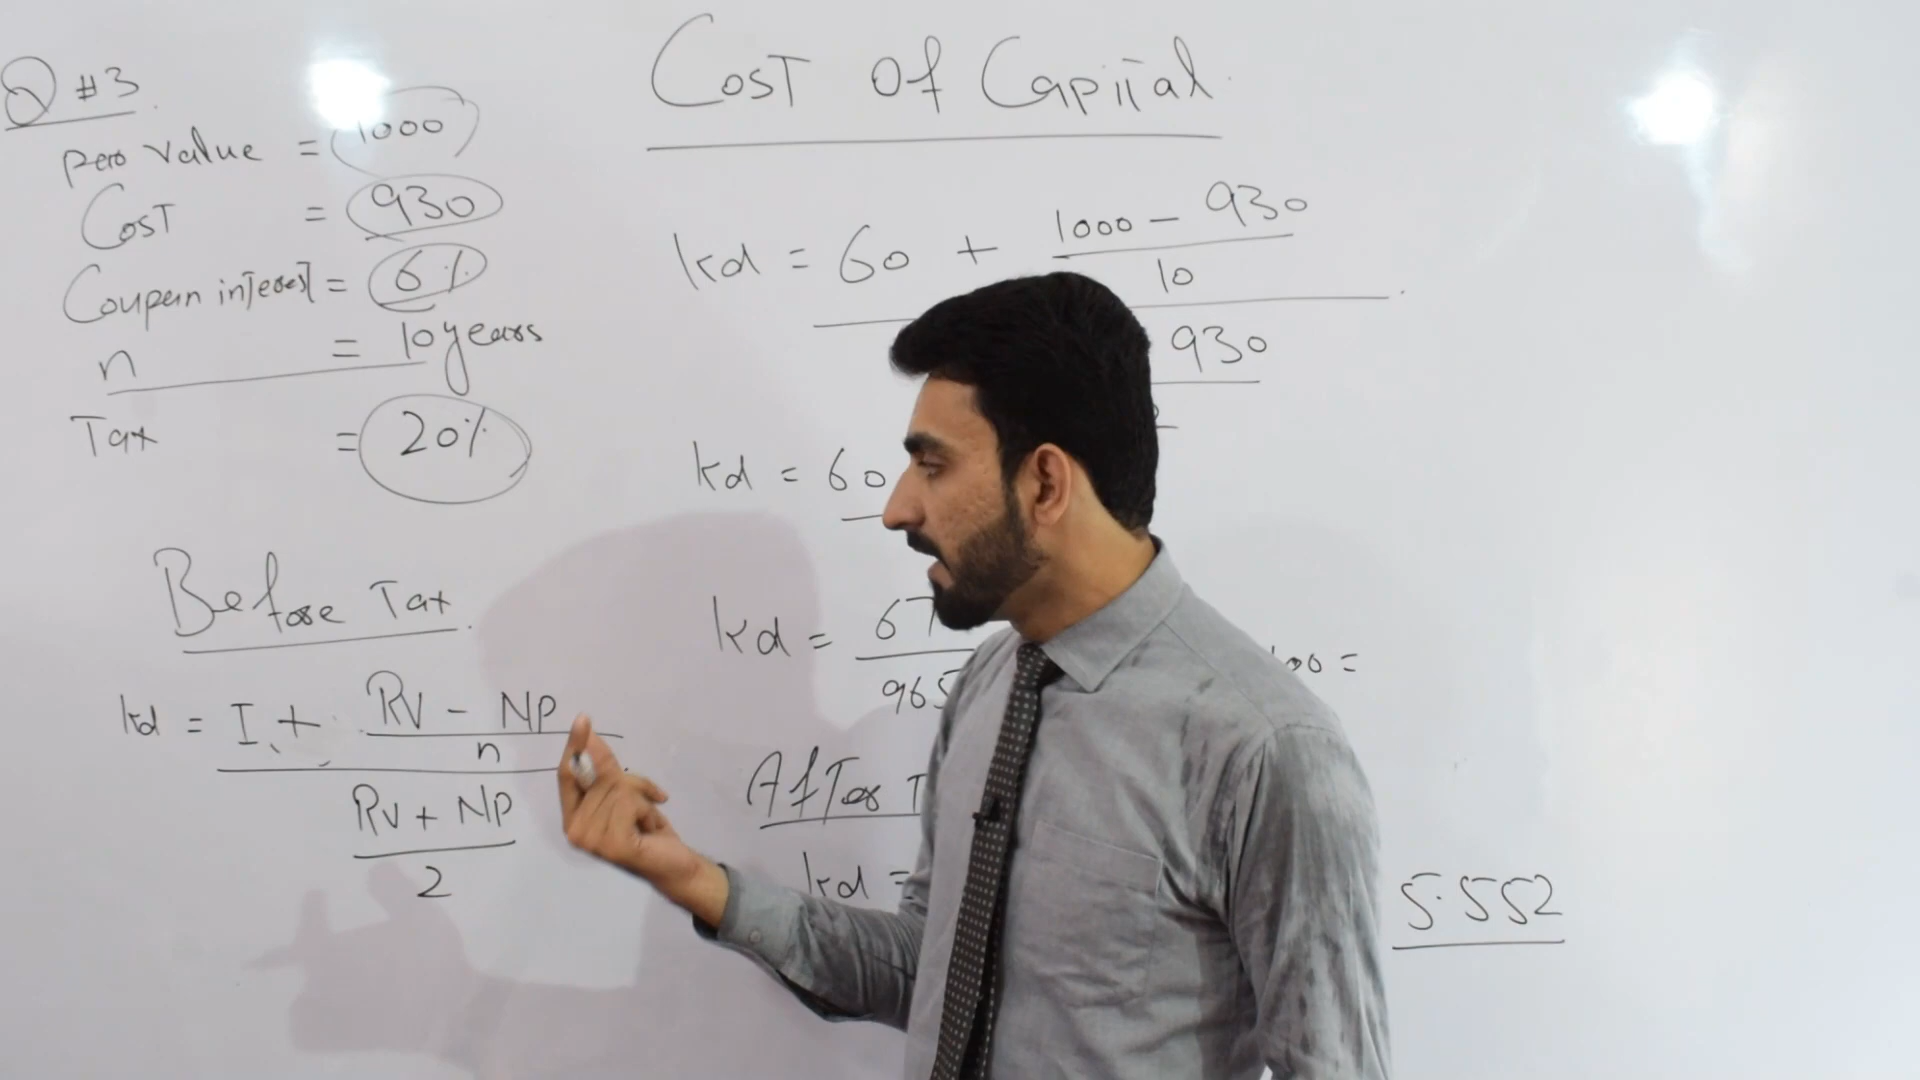 Cost of Capital
Q #3
Pero value = 1000
Cost = 930
Coupen interest = 6%
n = 10 years
Tax = 20%
Before Tax
kd = I + RV - NP
n
RV + NP
2
kd = 60 + 1000 - 930
10
930
kd = 60
kd = 67
965
100 =
After T
kd =
5.552